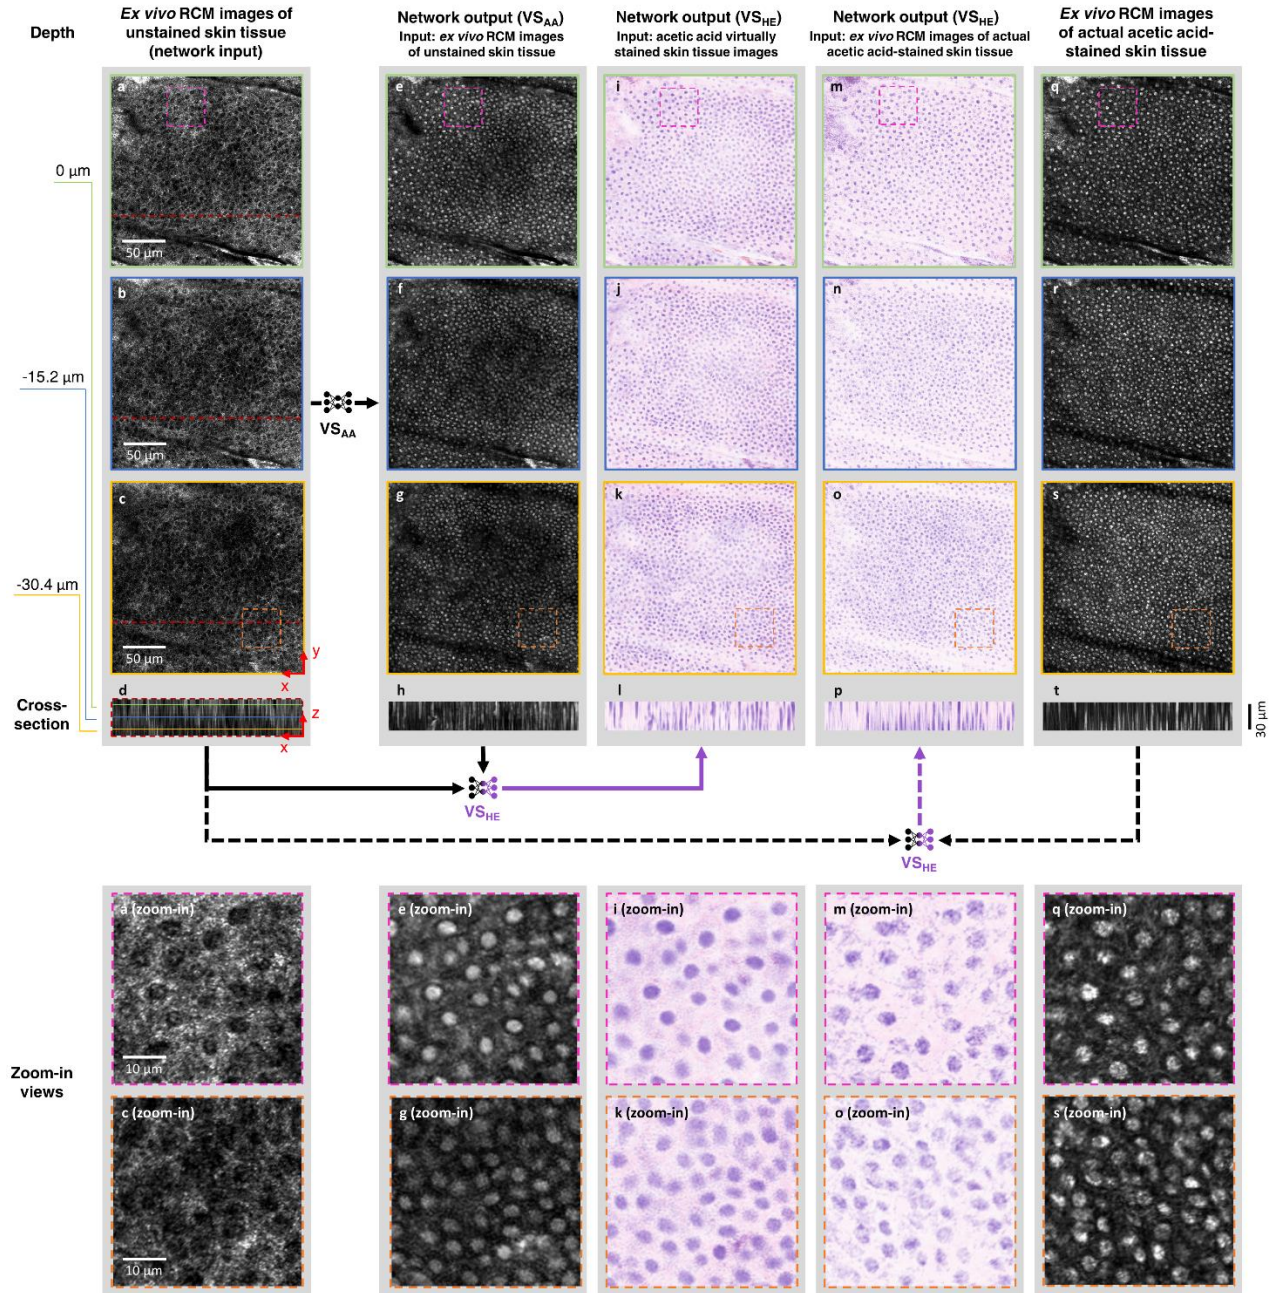 Depth
Ex vivo RCM images of
unstained skin tissue
(network input)
Network output (VSAA)
Input: ex vivo RCM images
of unstained skin tissue
Network output (VSHE)
Input: acetic acid virtually
stained skin tissue images
Network output (VSHE)
Input: ex vivo RCM images of actual
acetic acid-stained skin tissue
Ex vivo RCM images
of actual acetic acid-
stained skin tissue
a
e
i
m
q
0 µm
50 µm
b
f
j
n
r
-15.2 µm
VSAA
50 µm
c
g
k
o
s
-30.4 µm
50 µm
y
x
Cross-
section
d
h
l
p
t
z
x
30 µm
VSHE
VSHE
Zoom-in
views
a (zoom-in)
e (zoom-in)
i (zoom-in)
m (zoom-in)
q (zoom-in)
10 µm
c (zoom-in)
g (zoom-in)
k (zoom-in)
o (zoom-in)
s (zoom-in)
10 µm